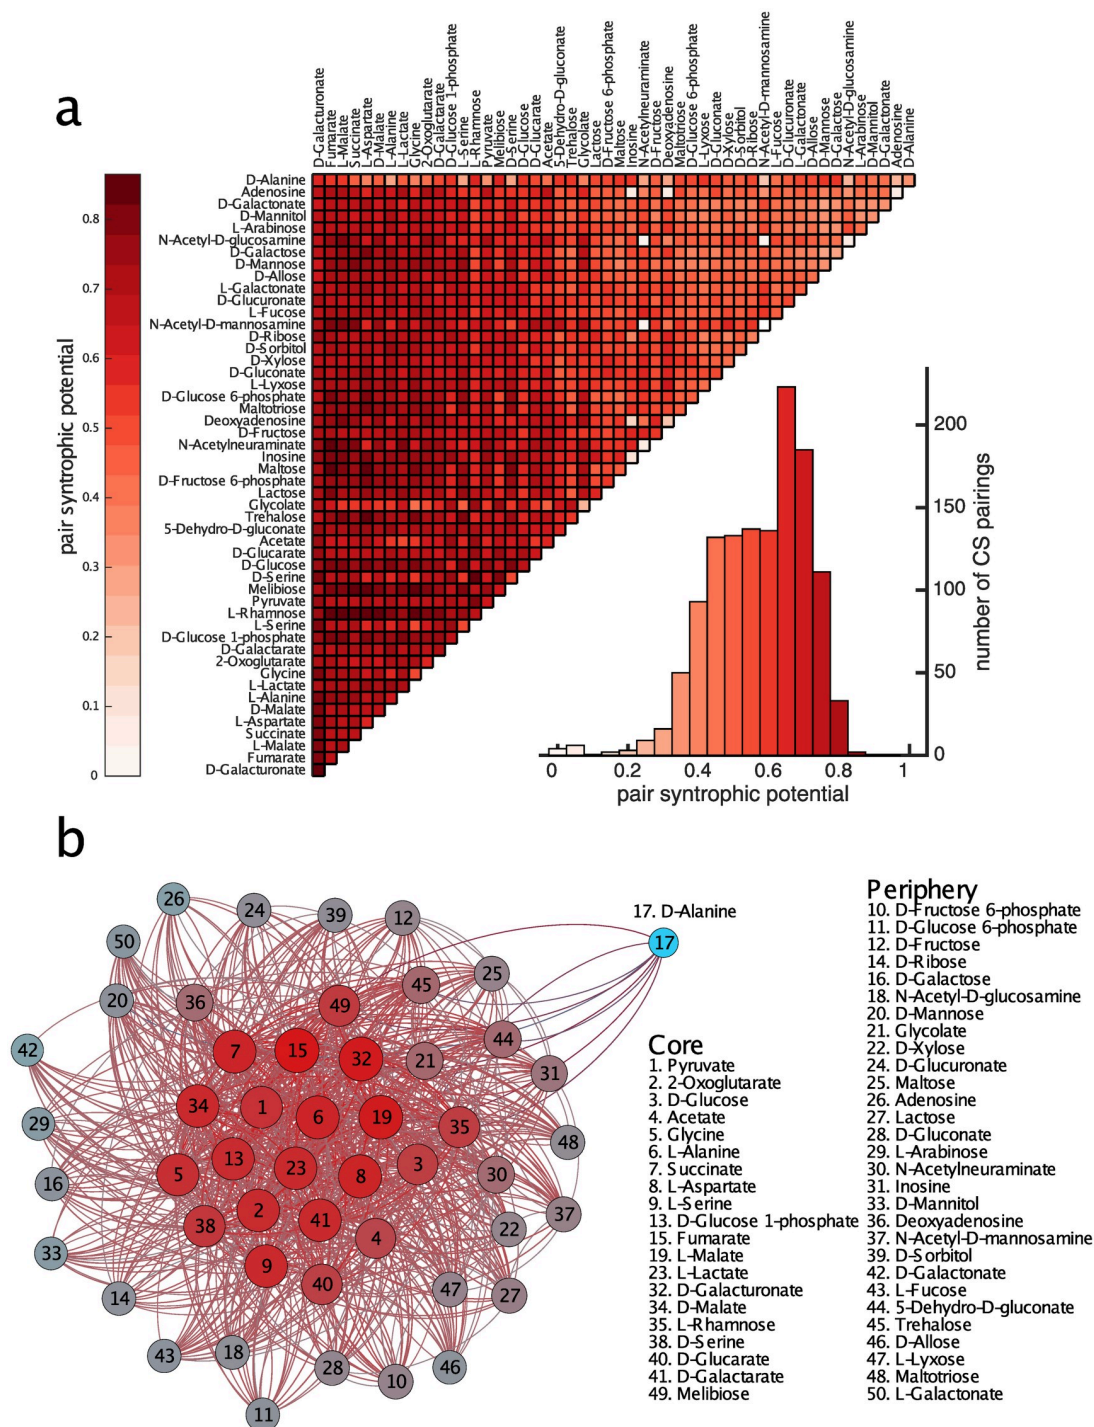 a
D-Galacturonate
Fumarate
L-Malate
Succinate
L-Aspartate
D-Malate
L-Alanine
L-Lactate
Glycine
2-Oxoglutarate
D-Galactarate
D-Glucose 1-phosphate
L-Serine
L-Rhamnose
Pyruvate
Melibiose
D-Serine
D-Glucose
D-Glucarate
Acetate
5-Dehydro-D-gluconate
Trehalose
Glycolate
Lactose
D-Fructose 6-phosphate
Maltose
Inosine
N-Acetylneuraminate
D-Fructose
Deoxyadenosine
Maltotriose
D-Glucose 6-phosphate
L-Lyxose
D-Gluconate
D-Xylose
D-Sorbitol
D-Ribose
N-Acetyl-D-mannosamine
L-Fucose
D-Glucuronate
L-Galactonate
D-Allose
D-Mannose
D-Galactose
N-Acetyl-D-glucosamine
L-Arabinose
D-Mannitol
D-Galactonate
Adenosine
D-Alanine
pair syntrophic potential
0.8
0.7
0.6
0.5
0.4
0.3
0.2
0.1
0
D-Alanine
Adenosine
D-Galactonate
D-Mannitol
L-Arabinose
N-Acetyl-D-glucosamine
D-Galactose
D-Mannose
D-Allose
L-Galactonate
D-Glucuronate
L-Fucose
N-Acetyl-D-mannosamine
D-Ribose
D-Sorbitol
D-Xylose
D-Gluconate
L-Lyxose
D-Glucose 6-phosphate
Maltotriose
Deoxyadenosine
D-Fructose
N-Acetylneuraminate
Inosine
Maltose
D-Fructose 6-phosphate
Lactose
Glycolate
Trehalose
5-Dehydro-D-gluconate
Acetate
D-Glucarate
D-Glucose
D-Serine
Melibiose
Pyruvate
L-Rhamnose
L-Serine
D-Glucose 1-phosphate
D-Galactarate
2-Oxoglutarate
Glycine
L-Lactate
L-Alanine
D-Malate
L-Aspartate
Succinate
L-Malate
Fumarate
D-Galacturonate
200
150
100
50
0
number of CS pairings
0 0.2 0.4 0.6 0.8 1
pair syntrophic potential
b
26
24
39
12
50
45
25
20
36
49
44
42
7
15
32
21
31
34
1
6
19
35
29
48
13
23
3
5
8
30
16
37
2
41
38
4
22
33
9
40
47
27
14
43
18
28
10
46
11
17. D-Alanine
17
Core
1. Pyruvate
2. 2-Oxoglutarate
3. D-Glucose
4. Acetate
5. Glycine
6. L-Alanine
7. Succinate
8. L-Aspartate
9. L-Serine
13. D-Glucose 1-phosphate
15. Fumarate
19. L-Malate
23. L-Lactate
32. D-Galacturonate
34. D-Malate
35. L-Rhamnose
38. D-Serine
40. D-Glucarate
41. D-Galactarate
49. Melibiose
Periphery
10. D-Fructose 6-phosphate
11. D-Glucose 6-phosphate
12. D-Fructose
14. D-Ribose
16. D-Galactose
18. N-Acetyl-D-glucosamine
20. D-Mannose
21. Glycolate
22. D-Xylose
24. D-Glucuronate
25. Maltose
26. Adenosine
27. Lactose
28. D-Gluconate
29. L-Arabinose
30. N-Acetylneuraminate
31. Inosine
33. D-Mannitol
36. Deoxyadenosine
37. N-Acetyl-D-mannosamine
39. D-Sorbitol
42. D-Galactonate
43. L-Fucose
44. 5-Dehydro-D-gluconate
45. Trehalose
46. D-Allose
47. L-Lyxose
48. Maltotriose
50. L-Galactonate